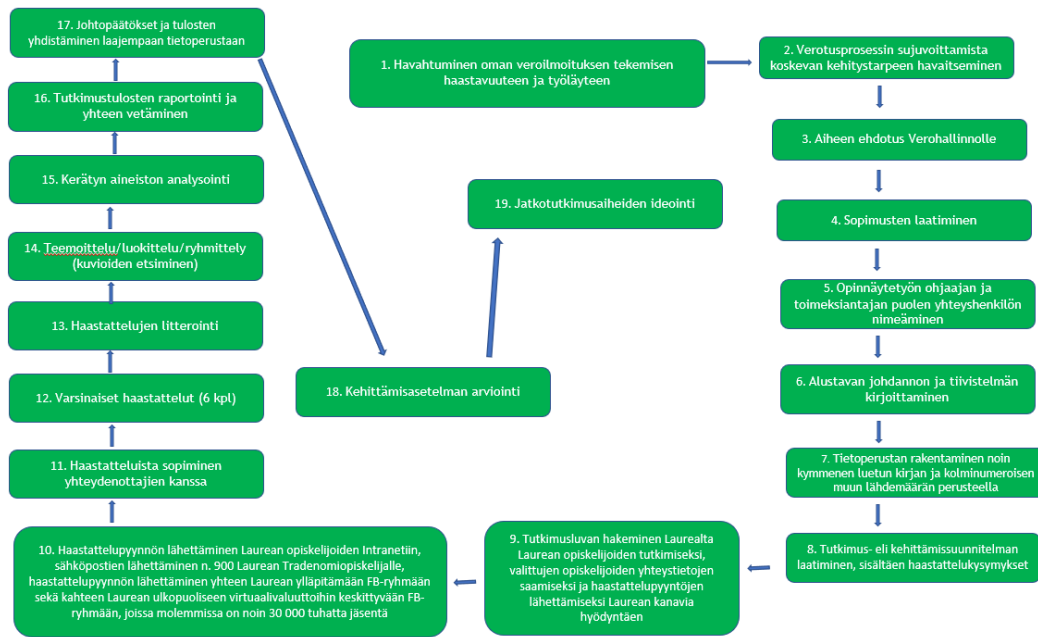 1. Havahtuminen oman veroilmoituksen tekemisen
haastavuuteen ja työläyteen
2. Verotusprosessin sujuvoittamista
koskevan kehitystarpeen havaitseminen
3. Aiheen ehdotus Verohallinnolle
4. Sopimusten laatiminen
5. Opinnäytetyön ohjaajan ja
toimeksiantajan puolen yhteyshenkilön
nimeäminen
6. Alustavan johdannon ja tiivistelmän
kirjoittaminen
7. Tietoperustan rakentaminen noin
kymmenen luetun kirjan ja kolminumeroisen
muun lähdemäärän perusteella
8. Tutkimus- eli kehittämissuunnitelman
laatiminen, sisältäen haastattelukysymykset
9. Tutkimusluvan hakeminen Laurealta
Laurean opiskelijoiden tutkimiseksi,
valittujen opiskelijoiden yhteystietojen
saamiseksi ja haastattelupyyntöjen
lähettämiseksi Laurean kanavia
hyödyntäen
10. Haastattelupyynnön lähettäminen Laurean opiskelijoiden Intranetiin,
sähköpostien lähettäminen n. 900 Laurean Tradenomiopiskelijalle,
haastattelupyynnön lähettäminen yhteen Laurean ylläpitämään FB-ryhmään
sekä kahteen Laurean ulkopuoliseen virtuaalivaluuttoihin keskittyvään FB-
ryhmään, joissa molemmissa on noin 30 000 tuhatta jäsentä
11. Haastatteluista sopiminen
yhteydenottajien kanssa
12. Varsinaiset haastattelut (6 kpl)
13. Haastattelujen litterointi
14. Teemoittelu/luokittelu/ryhmittely
(kuvioiden etsiminen)
15. Kerätyn aineiston analysointi
16. Tutkimustulosten raportointi ja
yhteen vetäminen
17. Johtopäätökset ja tulosten
yhdistäminen laajempaan tietoperustaan
18. Kehittämisasetelman arviointi
19. Jatkotutkimusaiheiden ideointi